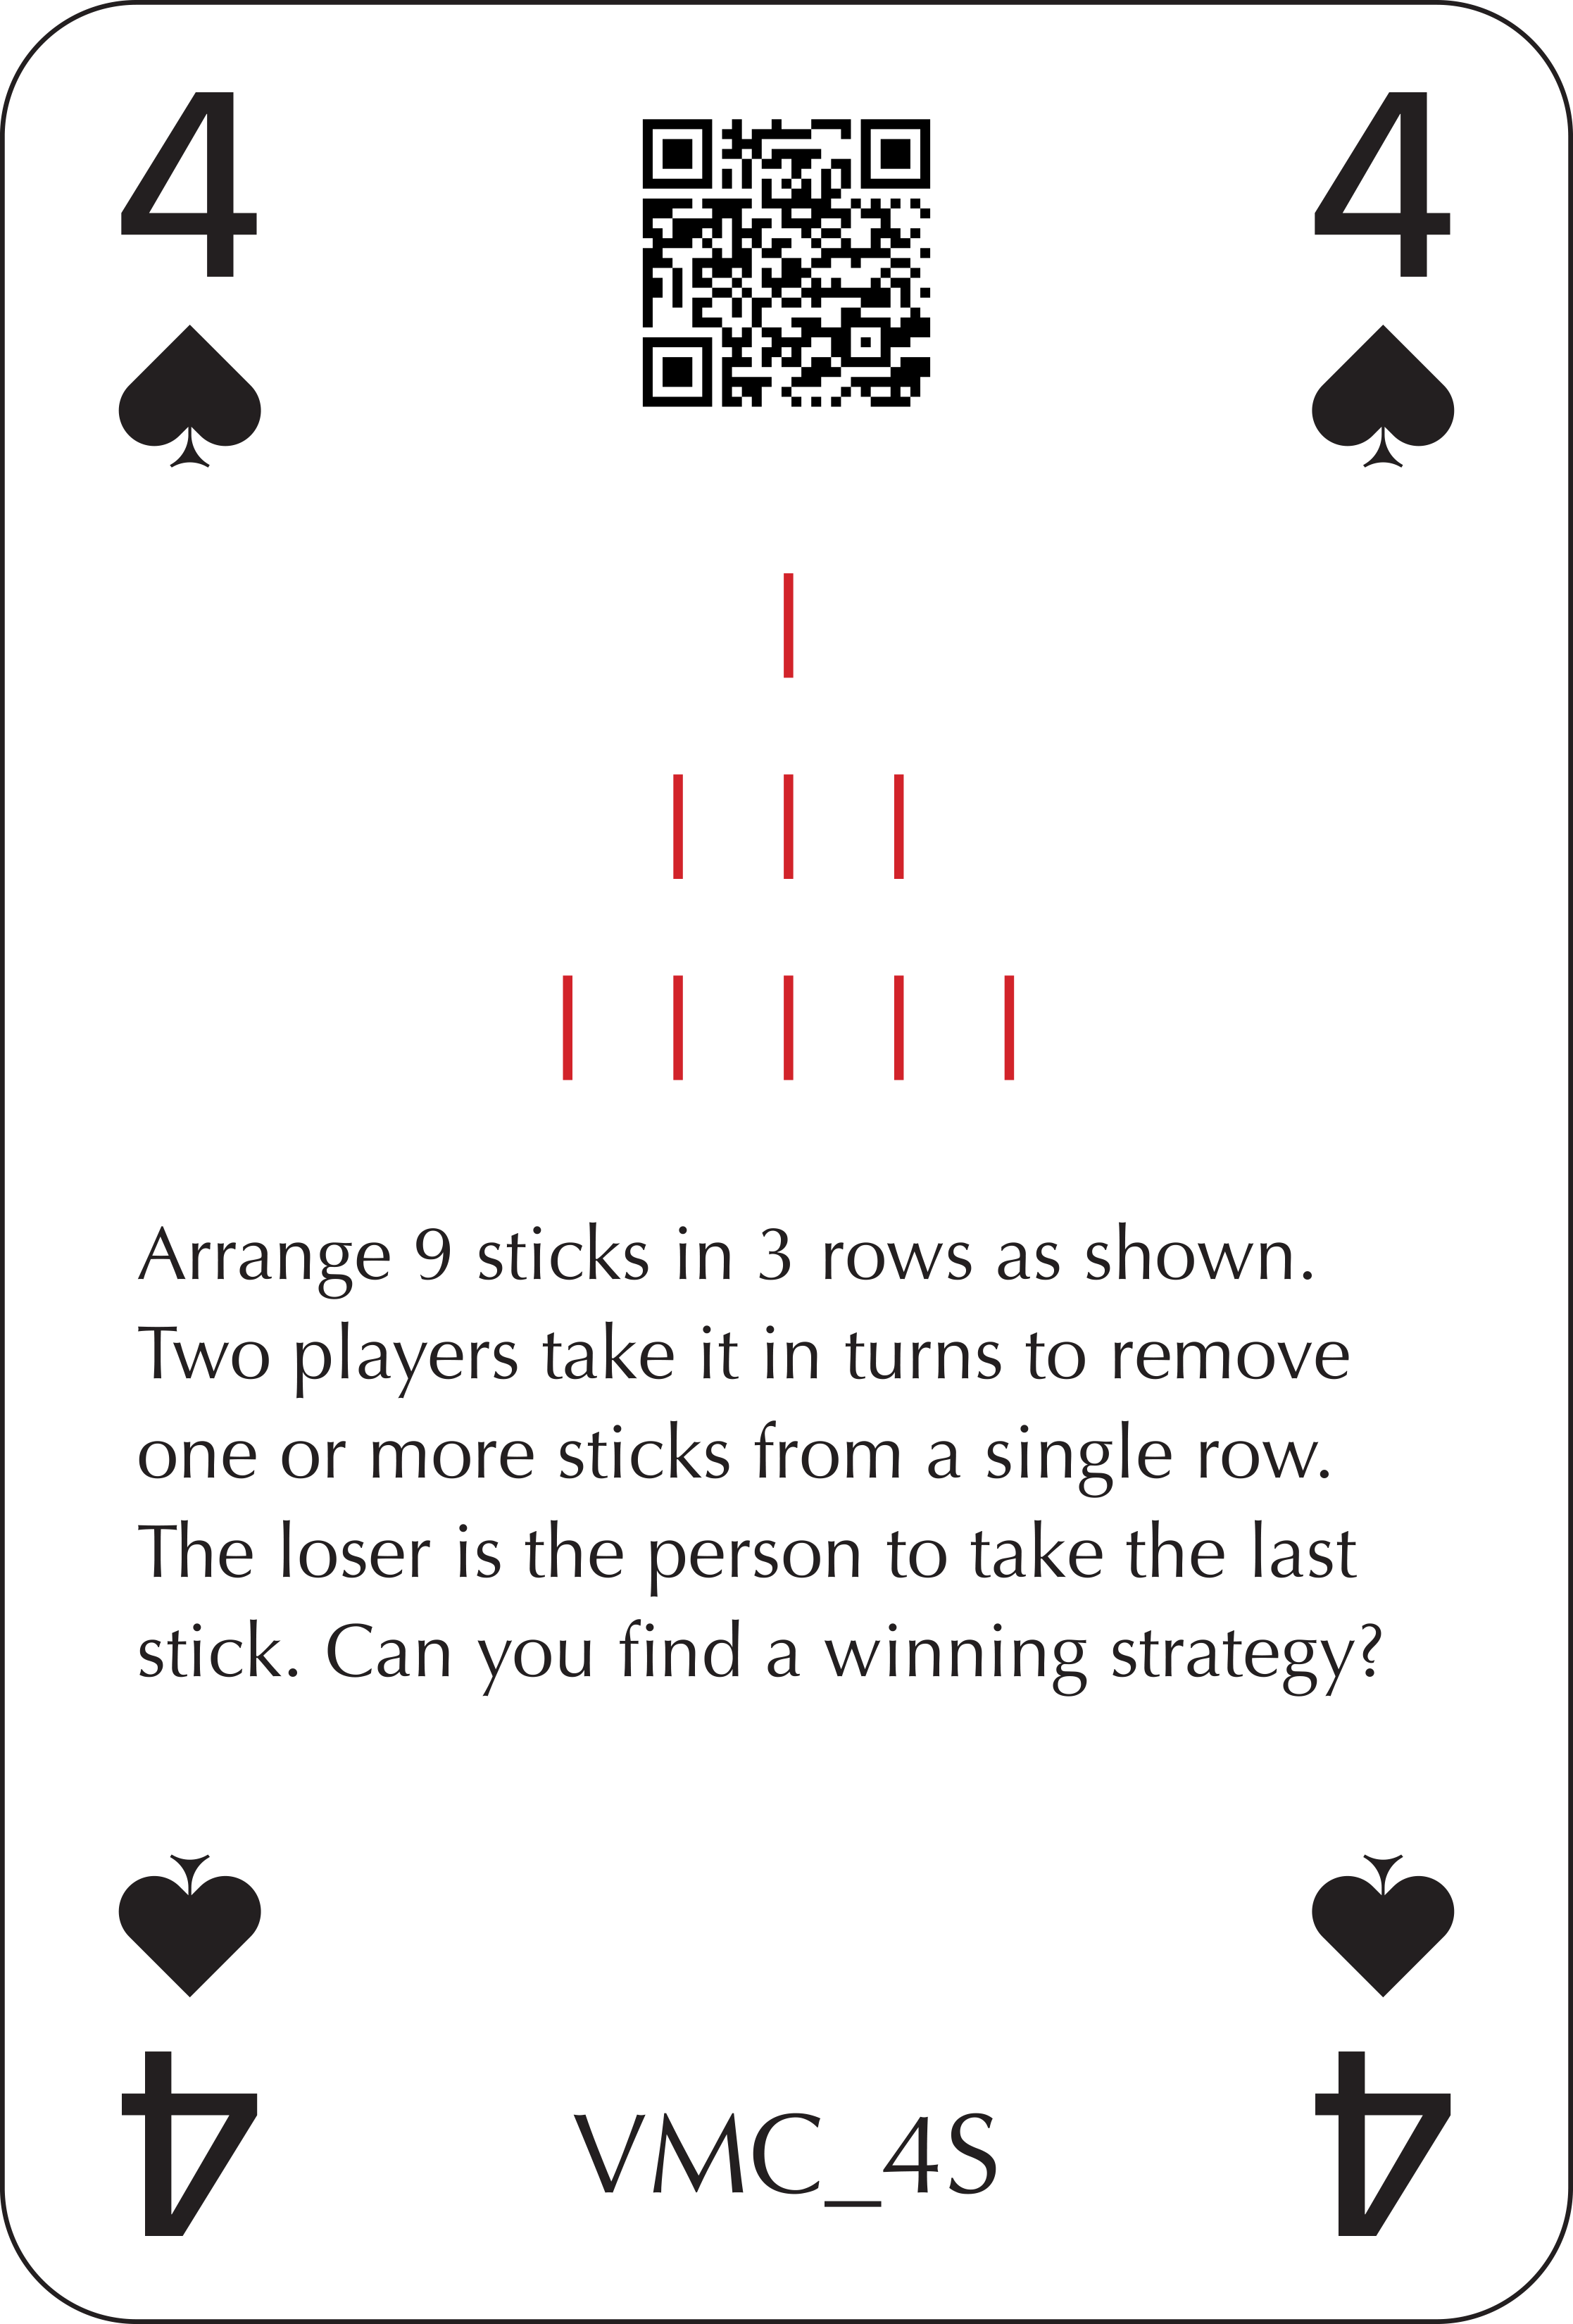 4 4
Arrange 9 sticks in 3 rows as shown.
Two players take it in turns to remove
one or more sticks from a single row.
The loser is the person to take the last
stick. Can you find a winning strategy?
4 VMC_4S 4